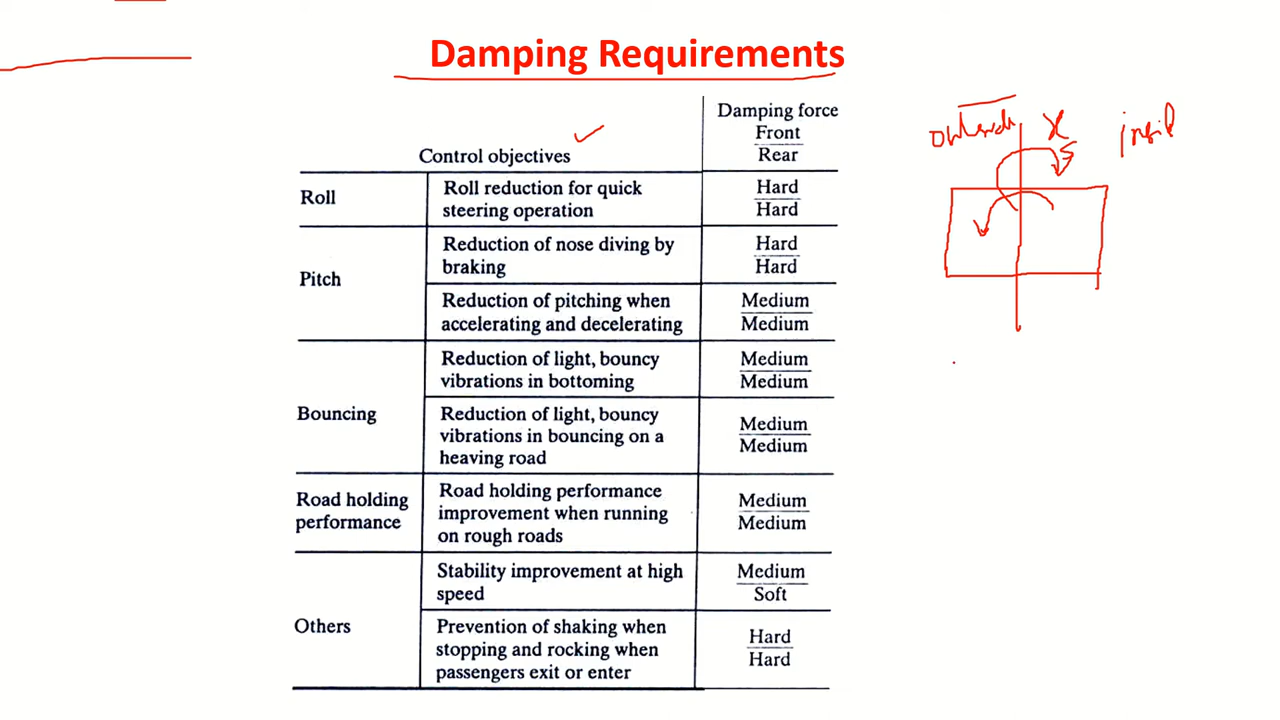 Damping Requirements
Damping force
Front
Rear
Control objectives
Roll
Roll reduction for quick
steering operation
Hard
Hard
Pitch
Reduction of nose diving by
braking
Hard
Hard
Reduction of pitching when
accelerating and decelerating
Medium
Medium
Bouncing
Reduction of light, bouncy
vibrations in bottoming
Medium
Medium
Reduction of light, bouncy
vibrations in bouncing on a
heaving road
Medium
Medium
Road holding
performance
Road holding performance
improvement when running
on rough roads
Medium
Medium
Others
Stability improvement at high
speed
Medium
Soft
Prevention of shaking when
stopping and rocking when
passengers exit or enter
Hard
Hard
x